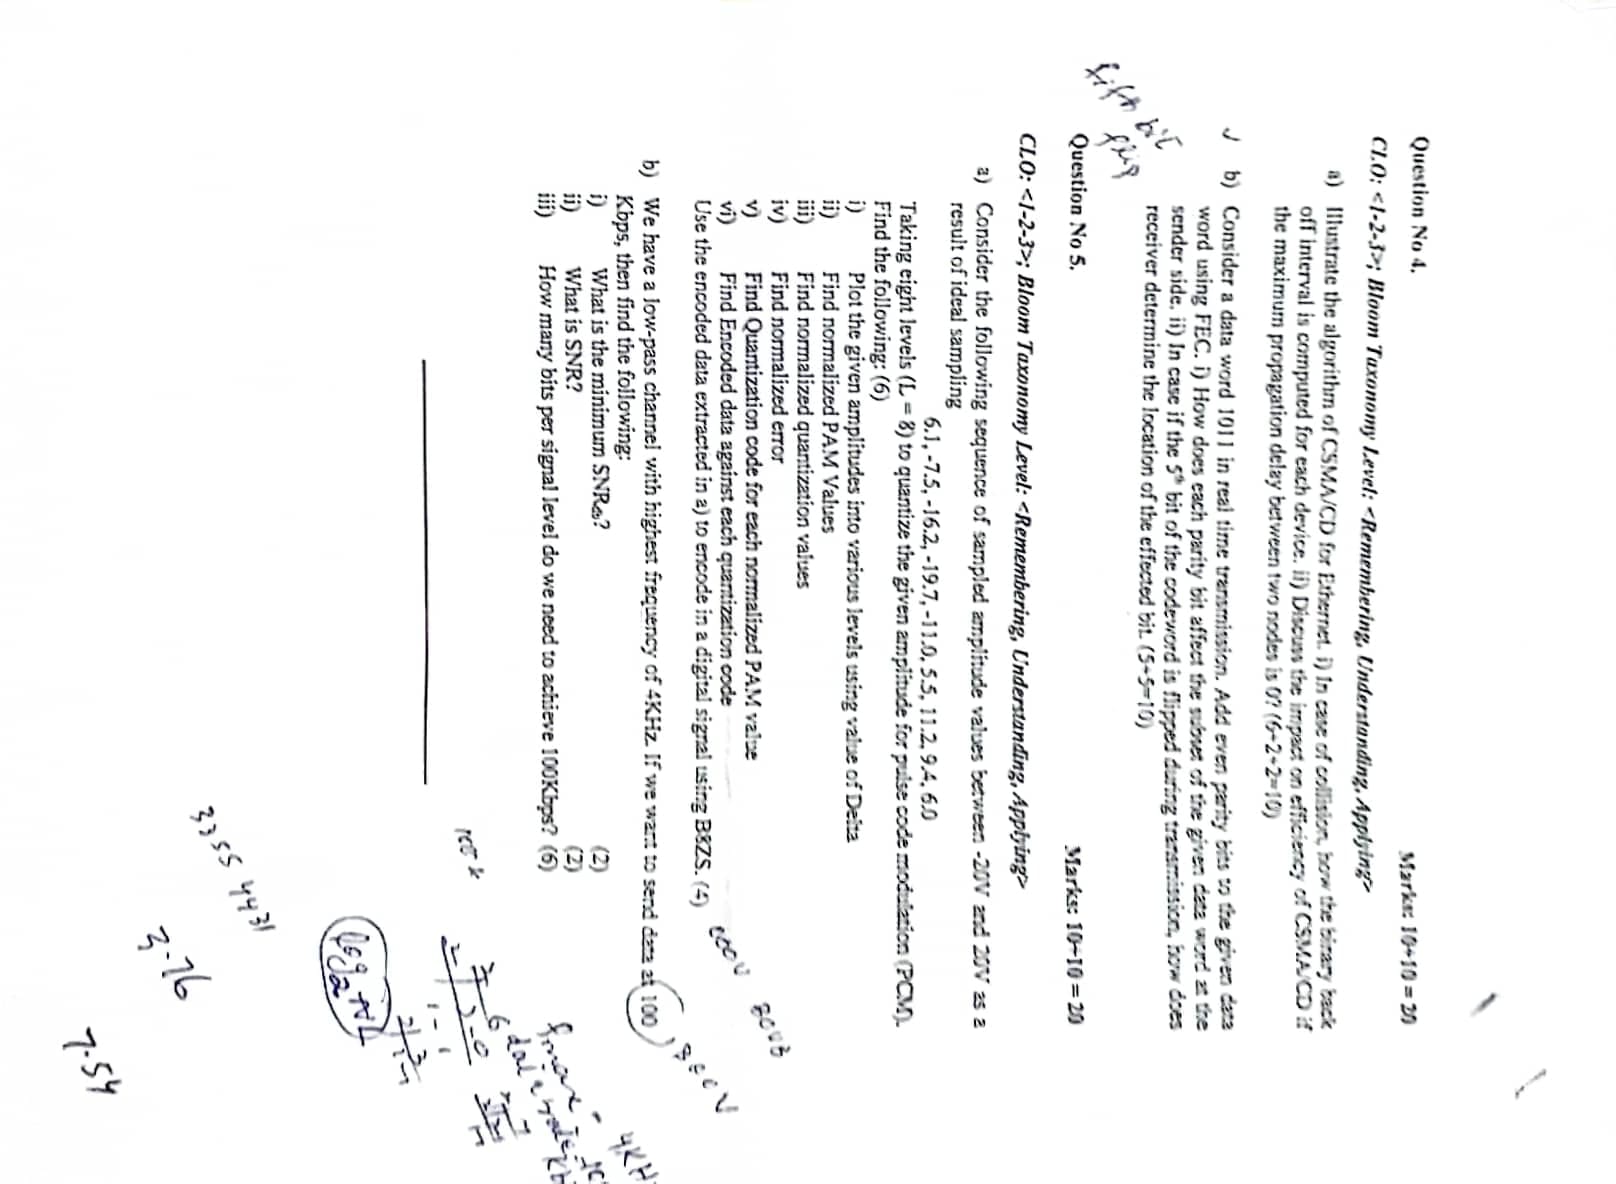 Question No 4.
Marks: 10+10 = 20
CLO: <1-2-3>; Bloom Taxonomy Level: <Remembering, Understanding, Applying>
a) Illustrate the algorithm of CSMA/CD for Ethernet. i) In case of collision, how the binary back
off interval is computed for each device. ii) Discuss the impact on efficiency of CSMA/CD if
the maximum propagation delay between two nodes is 0? (6+2+2=10)
b) Consider a data word 1011 in real time transmission. Add even parity bits to the given data
word using FEC. i) How does each parity bit affect the subset of the given data word at the
sender side. ii) In case if the 5th bit of the codeword is flipped during transmission, how does
receiver determine the location of the effected bit. (5+5=10)
fifth bit
flip
Question No 5.
Marks: 10+10 = 20
CLO: <1-2-3>; Bloom Taxonomy Level: <Remembering, Understanding, Applying>
a) Consider the following sequence of sampled amplitude values between -20V and 20V as a
result of ideal sampling
6.1, -7.5, -16.2, -19.7, -11.0, 5.5, 11.2, 9.4, 6.0
Taking eight levels (L = 8) to quantize the given amplitude for pulse code modulation (PCM).
Find the following: (6)
i) Plot the given amplitudes into various levels using value of Delta
ii) Find normalized PAM Values
iii) Find normalized quantization values
iv) Find normalized error
v) Find Quantization code for each normalized PAM value
vi) Find Encoded data against each quantization code
Use the encoded data extracted in a) to encode in a digital signal using B8ZS. (4)
000V B00B
B00V
b) We have a low-pass channel with highest frequency of 4KHz. If we want to send data at 100
Kbps, then find the following:
i) What is the minimum SNRdb? (2)
ii) What is SNR? (2)
iii) How many bits per signal level do we need to achieve 100Kbps? (6)
fmax - 4KH
data rate
log2 L
3355 4431
3.76
7.54